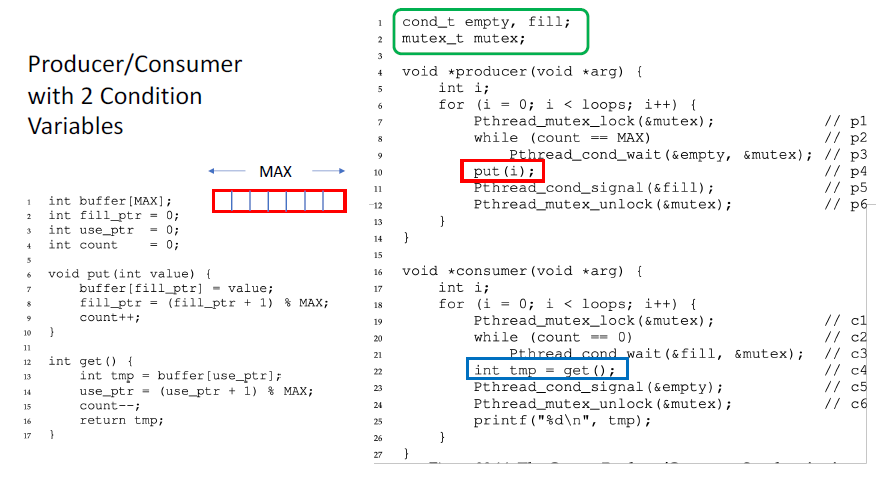 Producer/Consumer
with 2 Condition
Variables
MAX
1 int buffer[MAX];
2 int fill_ptr = 0;
3 int use_ptr  = 0;
4 int count    = 0;
5
6 void put(int value) {
7     buffer[fill_ptr] = value;
8     fill_ptr = (fill_ptr + 1) % MAX;
9     count++;
10 }
11
12 int get() {
13     int tmp = buffer[use_ptr];
14     use_ptr = (use_ptr + 1) % MAX;
15     count--;
16     return tmp;
17 }
1 cond_t empty, fill;
2 mutex_t mutex;
3
4 void *producer(void *arg) {
5     int i;
6     for (i = 0; i < loops; i++) {
7         Pthread_mutex_lock(&mutex);            // p1
8         while (count == MAX)                   // p2
9             Pthread_cond_wait(&empty, &mutex); // p3
10         put(i);                                // p4
11         Pthread_cond_signal(&fill);            // p5
12         Pthread_mutex_unlock(&mutex);          // p6
13     }
14 }
15
16 void *consumer(void *arg) {
17     int i;
18     for (i = 0; i < loops; i++) {
19         Pthread_mutex_lock(&mutex);            // c1
20         while (count == 0)                     // c2
21             Pthread_cond_wait(&fill, &mutex);  // c3
22         int tmp = get();                       // c4
23         Pthread_cond_signal(&empty);           // c5
24         Pthread_mutex_unlock(&mutex);          // c6
25         printf("%d\n", tmp);
26     }
27 }